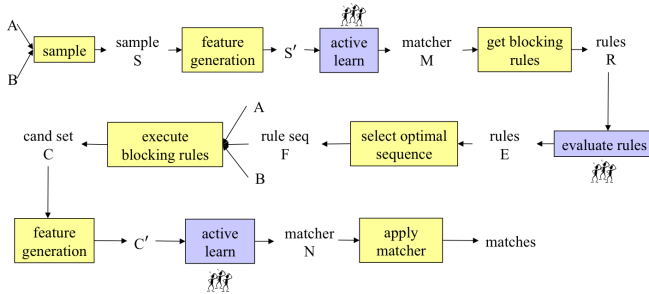 A
B
sample
sample
S
feature
generation
S′
active
learn
matcher
M
get blocking
rules
rules
R
evaluate rules
rules
E
select optimal
sequence
rule seq
F
A
B
execute
blocking rules
cand set
C
feature
generation
C′
active
learn
matcher
N
apply
matcher
matches